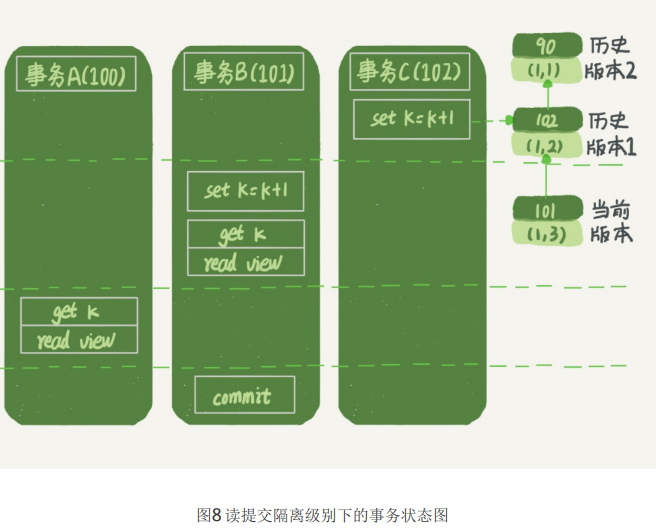 事务A(100)
事务B(101)
事务C(102)
90
历史
(1,1)
版本2
set k=k+1
102
历史
(1,2)
版本1
set k=k+1
101
当前
(1,3)
版本
get k
read view
get k
read view
commit
图8 读提交隔离级别下的事务状态图